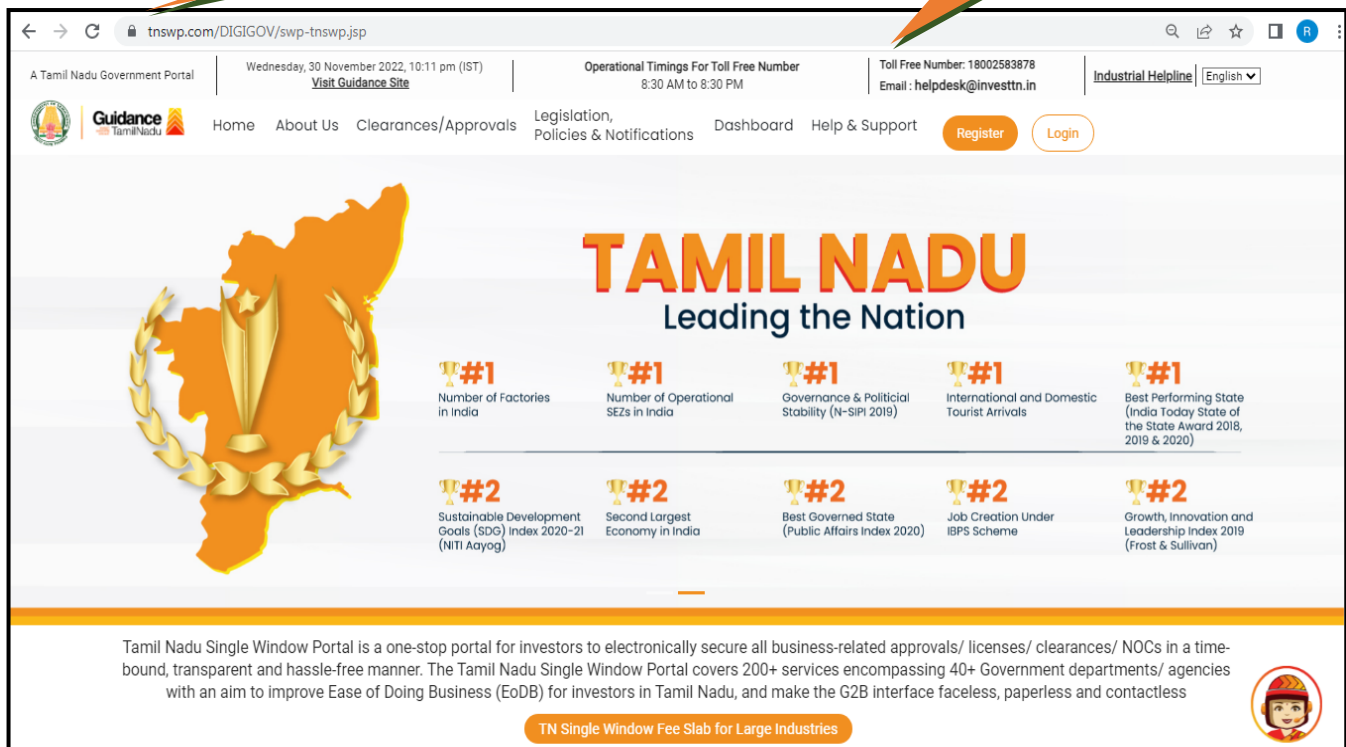 tnswp.com/DIGIGOV/swp-tnswp.jsp
R
A Tamil Nadu Government Portal
Wednesday, 30 November 2022, 10:11 pm (IST)
Visit Guidance Site
Operational Timings For Toll Free Number
8:30 AM to 8:30 PM
Toll Free Number: 18002583878
Email : helpdesk@investtn.in
Industrial Helpline
English
Guidance
TamilNadu
Home
About Us
Clearances/Approvals
Legislation,
Policies & Notifications
Dashboard
Help & Support
Register
Login
TAMIL NADU
Leading the Nation
#1
Number of Factories
in India
#1
Number of Operational
SEZs in India
#1
Governance & Politicial
Stability (N-SIPI 2019)
#1
International and Domestic
Tourist Arrivals
#1
Best Performing State
(India Today State of
the State Award 2018,
2019 & 2020)
#2
Sustainable Development
Goals (SDG) Index 2020-21
(NITI Aayog)
#2
Second Largest
Economy in India
#2
Best Governed State
(Public Affairs Index 2020)
#2
Job Creation Under
IBPS Scheme
#2
Growth, Innovation and
Leadership Index 2019
(Frost & Sullivan)
Tamil Nadu Single Window Portal is a one-stop portal for investors to electronically secure all business-related approvals/ licenses/ clearances/ NOCs in a time-
bound, transparent and hassle-free manner. The Tamil Nadu Single Window Portal covers 200+ services encompassing 40+ Government departments/ agencies
with an aim to improve Ease of Doing Business (EoDB) for investors in Tamil Nadu, and make the G2B interface faceless, paperless and contactless
TN Single Window Fee Slab for Large Industries